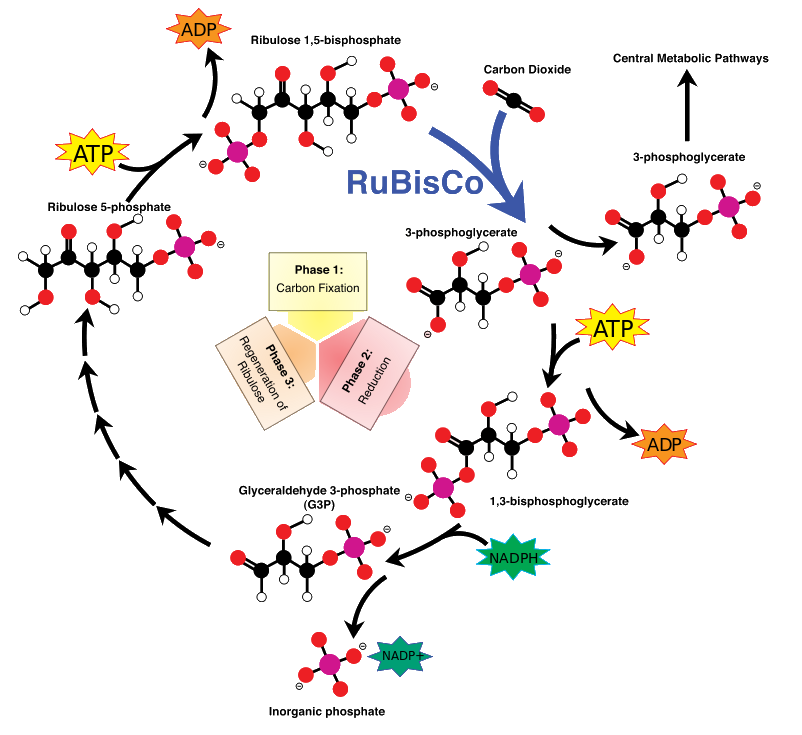 ADP
Ribulose 1,5-bisphosphate
Carbon Dioxide
Central Metabolic Pathways
ATP
RuBisCo
3-phosphoglycerate
Ribulose 5-phosphate
3-phosphoglycerate
Phase 1:
Carbon Fixation
Phase 3:
Regeneration of
Ribulose
Phase 2:
Reduction
ATP
ADP
Glyceraldehyde 3-phosphate
(G3P)
1,3-bisphosphoglycerate
NADPH
NADP+
Inorganic phosphate